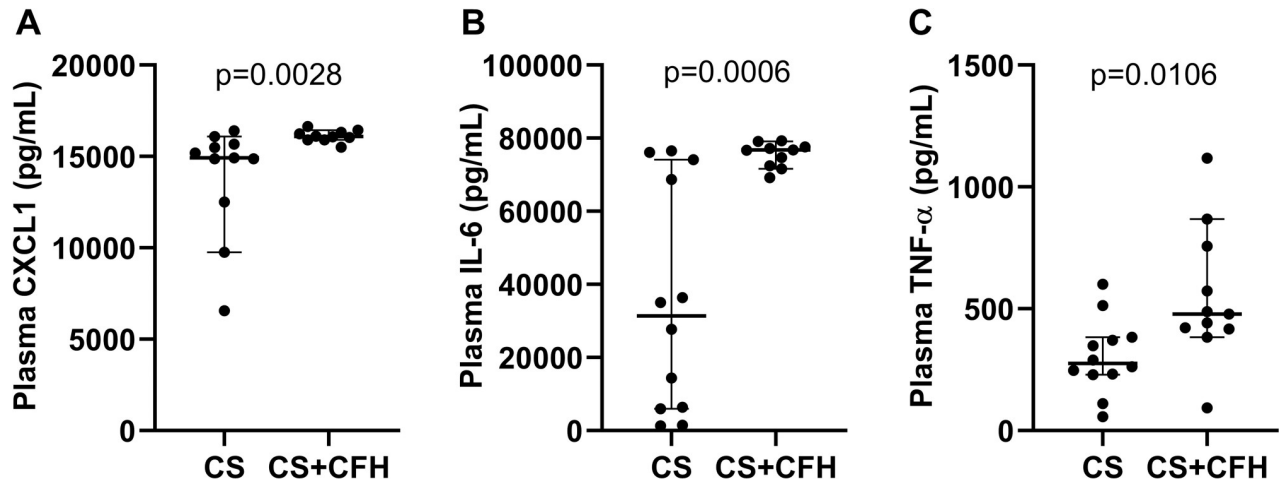 A
Plasma CXCL1 (pg/mL)
20000
15000
10000
5000
0
p=0.0028
CS
CS+CFH
B
Plasma IL-6 (pg/mL)
100000
80000
60000
40000
20000
0
p=0.0006
CS
CS+CFH
C
Plasma TNF-α (pg/mL)
1500
1000
500
0
p=0.0106
CS
CS+CFH